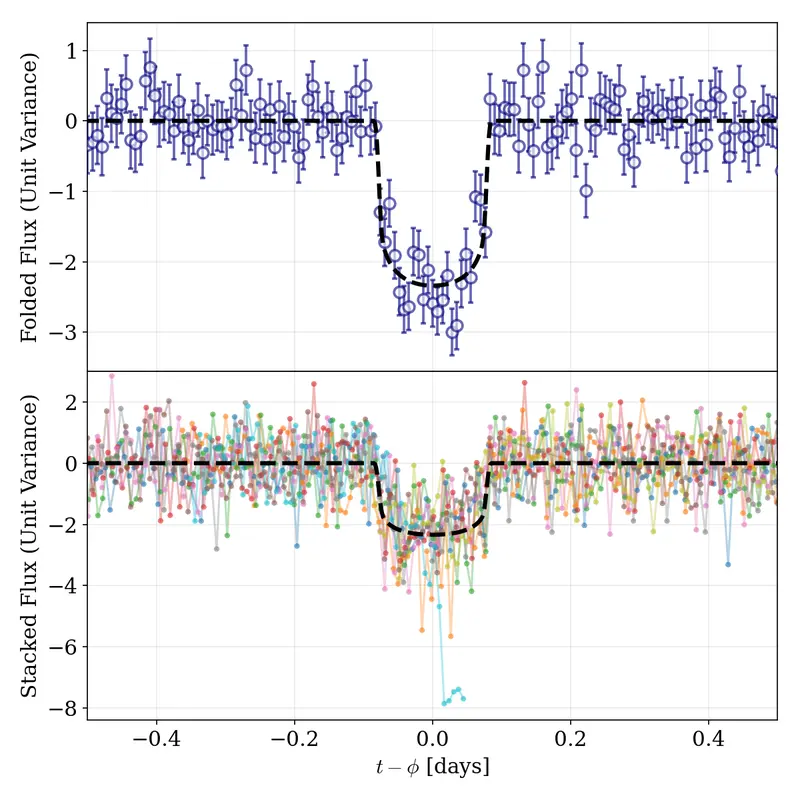 Folded Flux (Unit Variance)
1
0
−1
−2
−3
Stacked Flux (Unit Variance)
2
0
−2
−4
−6
−8
−0.4 −0.2 0.0 0.2 0.4
t − ϕ [days]